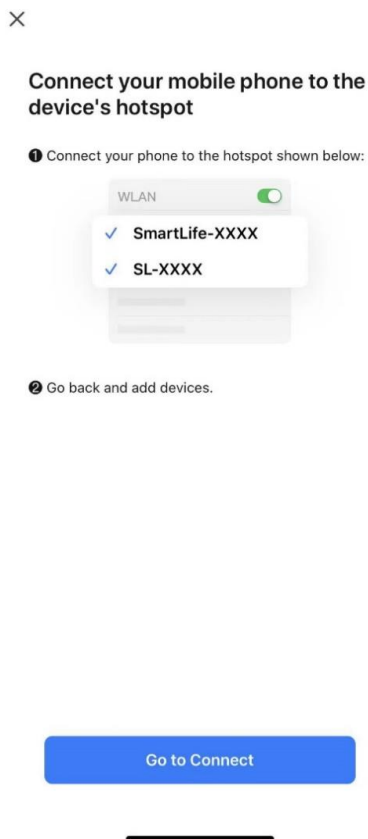 Connect your mobile phone to the
device's hotspot
❶ Connect your phone to the hotspot shown below:
WLAN
SmartLife-XXXX
SL-XXXX
❷ Go back and add devices.
Go to Connect